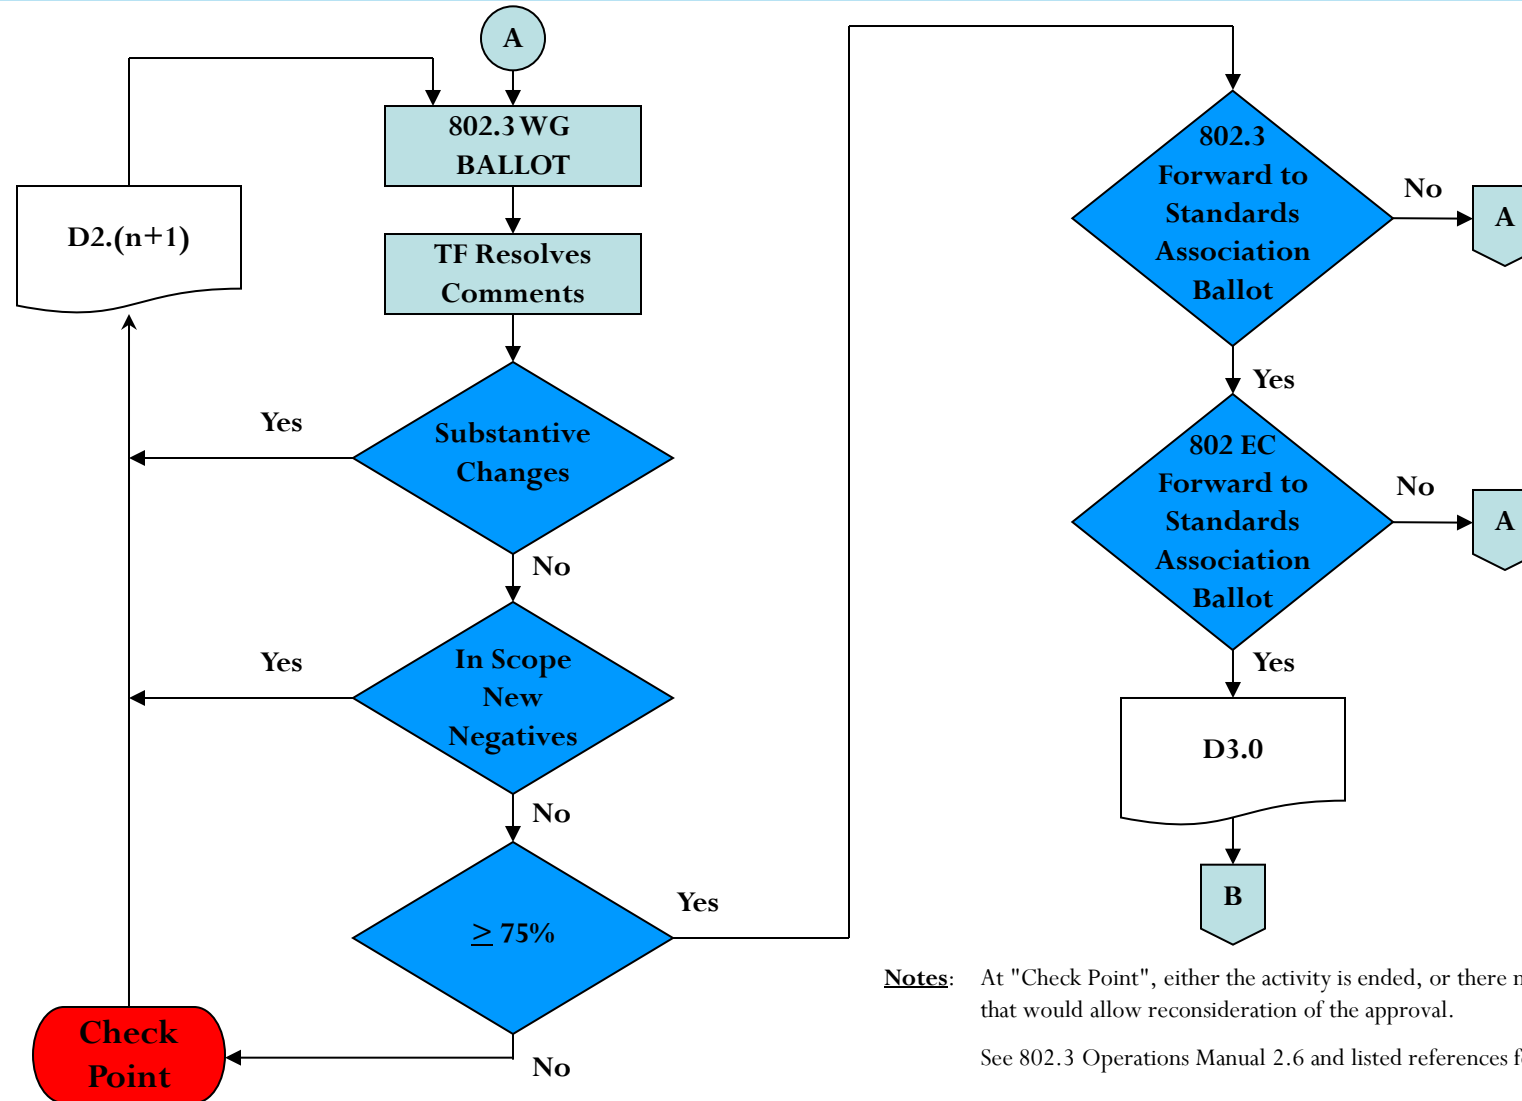 A
802.3 WG
BALLOT
D2.(n+1)
TF Resolves
Comments
Yes
Substantive
Changes
No
Yes
In Scope
New
Negatives
No
≥ 75%
Yes
No
Check
Point
802.3
Forward to
Standards
Association
Ballot
No
A
Yes
802 EC
Forward to
Standards
Association
Ballot
No
A
Yes
D3.0
B
Notes: At "Check Point", either the activity is ended, or there
that would allow reconsideration of the approval.
See 802.3 Operations Manual 2.6 and listed references